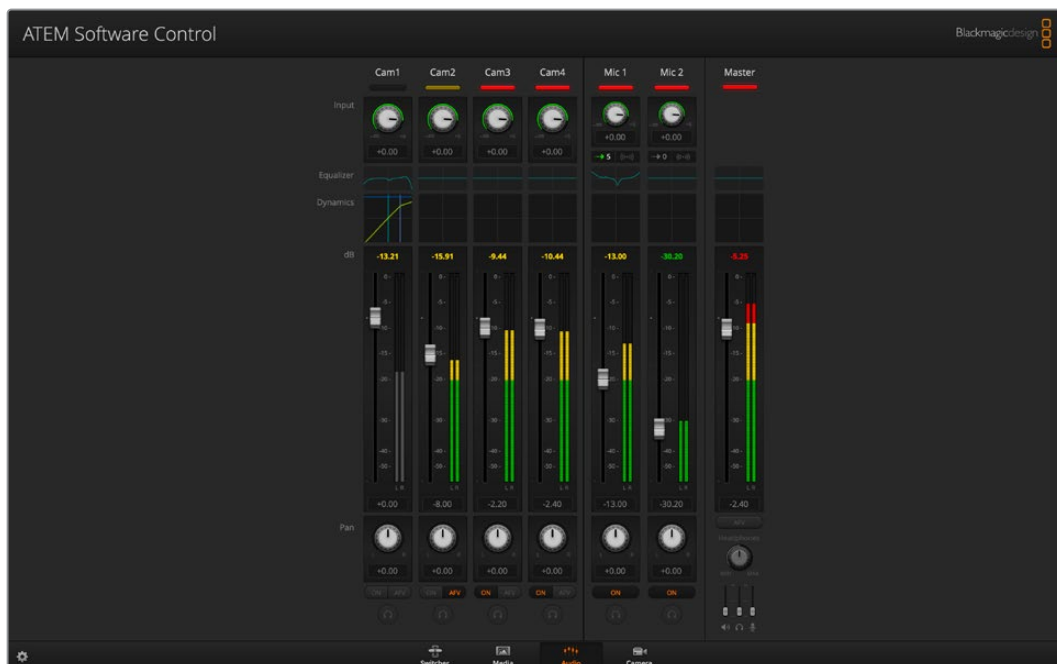 ATEM Software Control
Blackmagicdesign
Cam1 Cam2 Cam3 Cam4 Mic 1 Mic 2 Master
Input
+0.00 +0.00 +0.00 +0.00 +0.00 +0.00
5 0
Equalizer
Dynamics
dB -13.21 -15.91 -9.44 -10.44 -13.00 -30.20 -5.25
L R L R L R L R L R L R L R
+0.00 -8.00 -2.20 -2.40 -13.00 -30.20 -2.40
Pan
AFV
Headphones
+0.00 +0.00 +0.00 +0.00 +0.00 +0.00
ON AFV ON AFV ON AFV ON AFV ON ON
Switcher Media Audio Camera